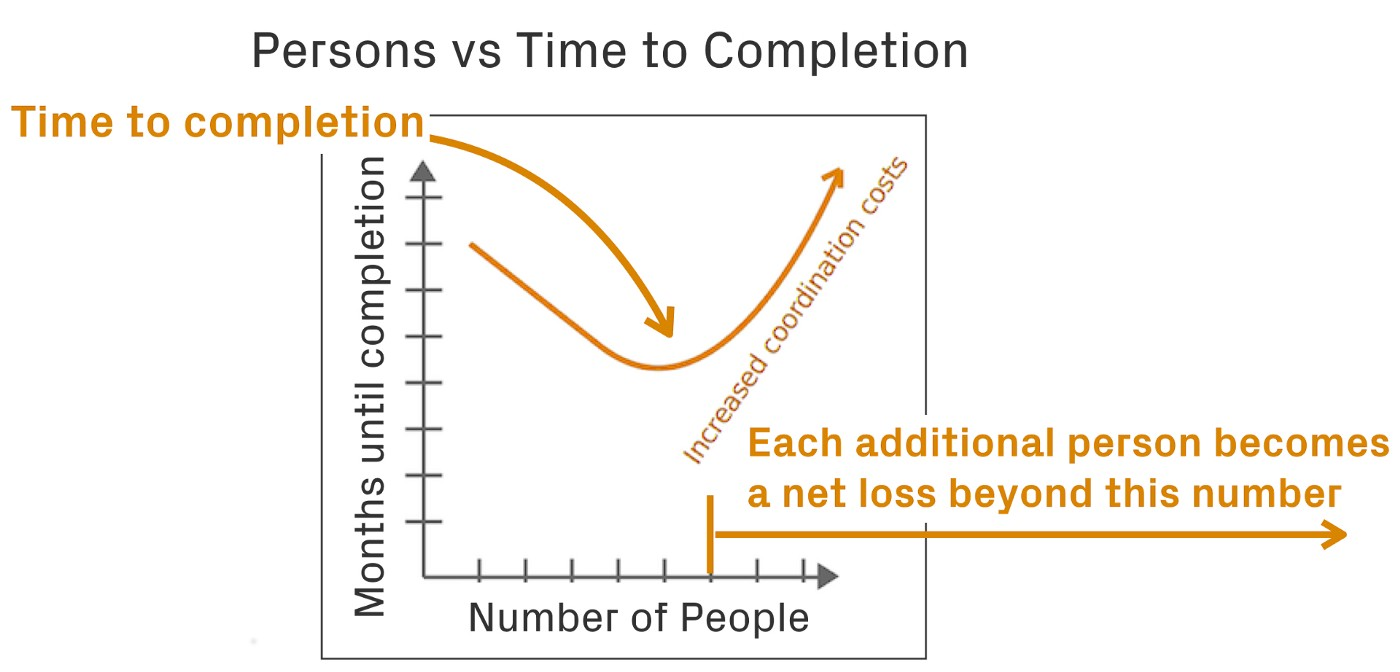 Persons vs Time to Completion
Time to completion
Months until completion
Increased coordination costs
Each additional person becomes
a net loss beyond this number
Number of People